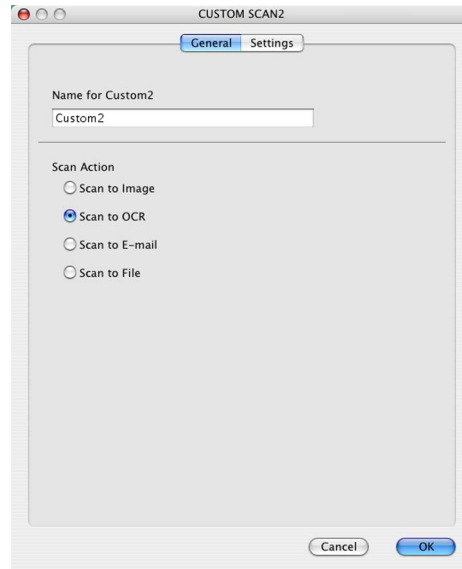 CUSTOM SCAN2
General Settings
Name for Custom2
Custom2
Scan Action
Scan to Image
Scan to OCR
Scan to E-mail
Scan to File
Cancel OK